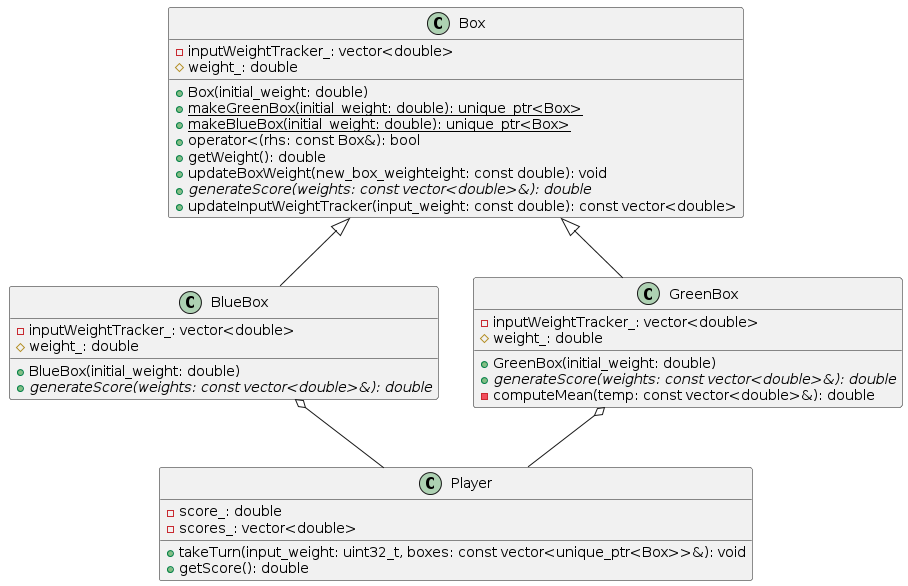 C Box
inputWeightTracker_: vector<double>
weight_: double
Box(initial_weight: double)
makeGreenBox(initial_weight: double): unique_ptr<Box>
makeBlueBox(initial_weight: double): unique_ptr<Box>
operator<(rhs: const Box&): bool
getWeight(): double
updateBoxWeight(new_box_weighteight: const double): void
generateScore(weights: const vector<double>&): double
updateInputWeightTracker(input_weight: const double): const vector<double>
C BlueBox
inputWeightTracker_: vector<double>
weight_: double
BlueBox(initial_weight: double)
generateScore(weights: const vector<double>&): double
C GreenBox
inputWeightTracker_: vector<double>
weight_: double
GreenBox(initial_weight: double)
generateScore(weights: const vector<double>&): double
computeMean(temp: const vector<double>&): double
C Player
score_: double
scores_: vector<double>
takeTurn(input_weight: uint32_t, boxes: const vector<unique_ptr<Box>>&): void
getScore(): double